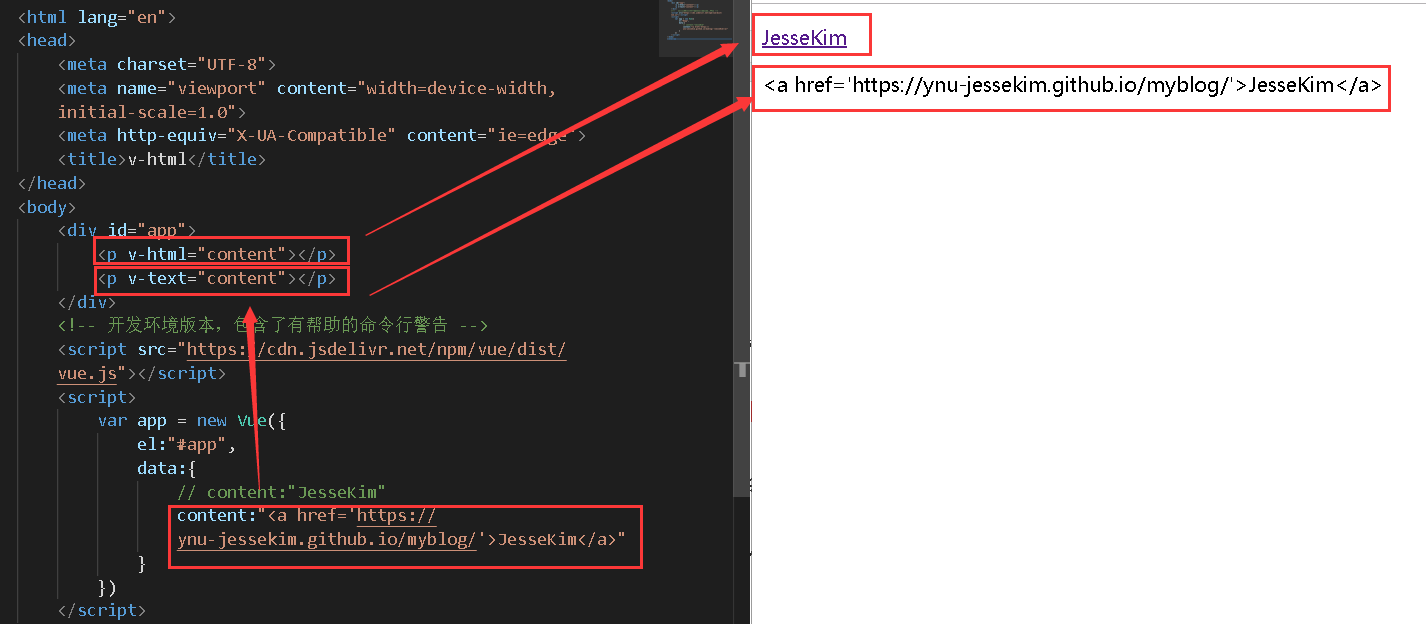 <html lang="en">
<head>
<meta charset="UTF-8">
<meta name="viewport" content="width=device-width,
initial-scale=1.0">
<meta http-equiv="X-UA-Compatible" content="ie=edge">
<title>v-html</title>
</head>
<body>
<div id="app">
<p v-html="content"></p>
<p v-text="content"></p>
</div>
<!-- 开发环境版本，包含了有帮助的命令行警告 -->
<script src="https://cdn.jsdelivr.net/npm/vue/dist/
vue.js"></script>
<script>
var app = new Vue({
el:"#app",
data:{
// content:"JesseKim"
content:"<a href='https://
ynu-jessekim.github.io/myblog/'>JesseKim</a>"
}
})
</script>
JesseKim
<a href='https://ynu-jessekim.github.io/myblog/'>JesseKim</a>